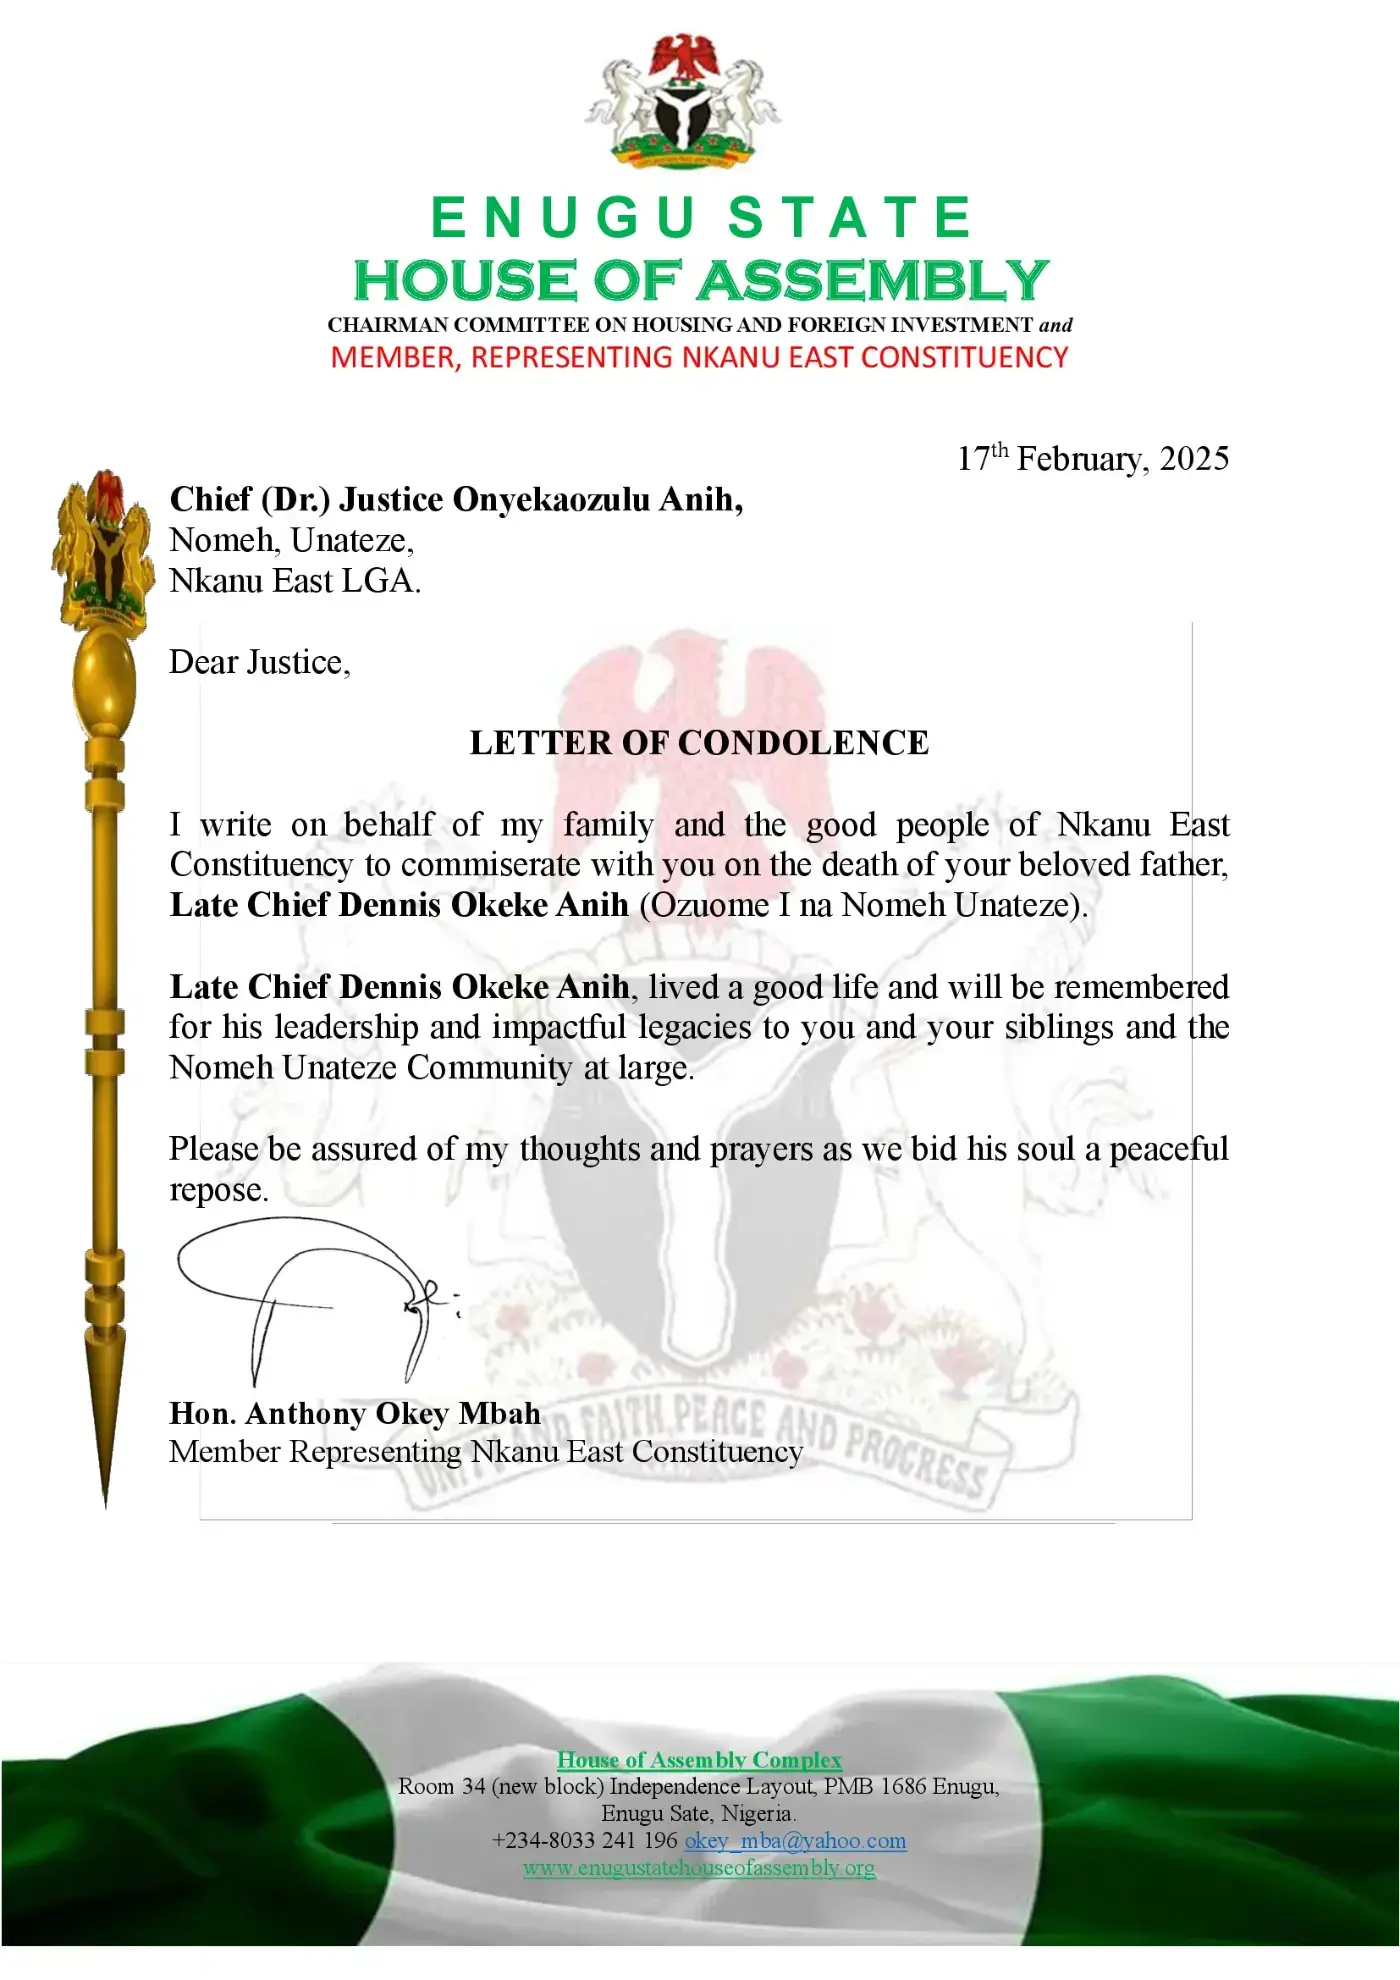 ENUGU STATE
HOUSE OF ASSEMBLY
CHAIRMAN COMMITTEE ON HOUSING AND FOREIGN INVESTMENT and
MEMBER, REPRESENTING NKANU EAST CONSTITUENCY
17th February, 2025
Chief (Dr.) Justice Onyekaozulu Anih,
Nomeh, Unateze,
Nkanu East LGA.
Dear Justice,
LETTER OF CONDOLENCE
I write on behalf of my family and the good people of Nkanu East
Constituency to commiserate with you on the death of your beloved father,
Late Chief Dennis Okeke Anih (Ozuome I na Nomeh Unateze).
Late Chief Dennis Okeke Anih, lived a good life and will be remembered
for his leadership and impactful legacies to you and your siblings and the
Nomeh Unateze Community at large.
Please be assured of my thoughts and prayers as we bid his soul a peaceful
repose.
Hon. Anthony Okey Mbah
Member Representing Nkanu East Constituency
UNITY AND FAITH, PEACE AND PROGRESS
House of Assembly Complex
Room 34 (new block) Independence Layout, PMB 1686 Enugu,
Enugu Sate, Nigeria.
+234-8033 241 196 okey_mba@yahoo.com
www.enugustatehouseofassembly.org